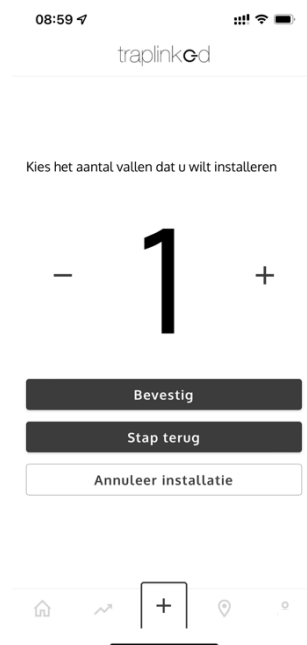 08:59
traplinked
Kies het aantal vallen dat u wilt installeren
− 1 +
Bevestig
Stap terug
Annuleer installatie
+